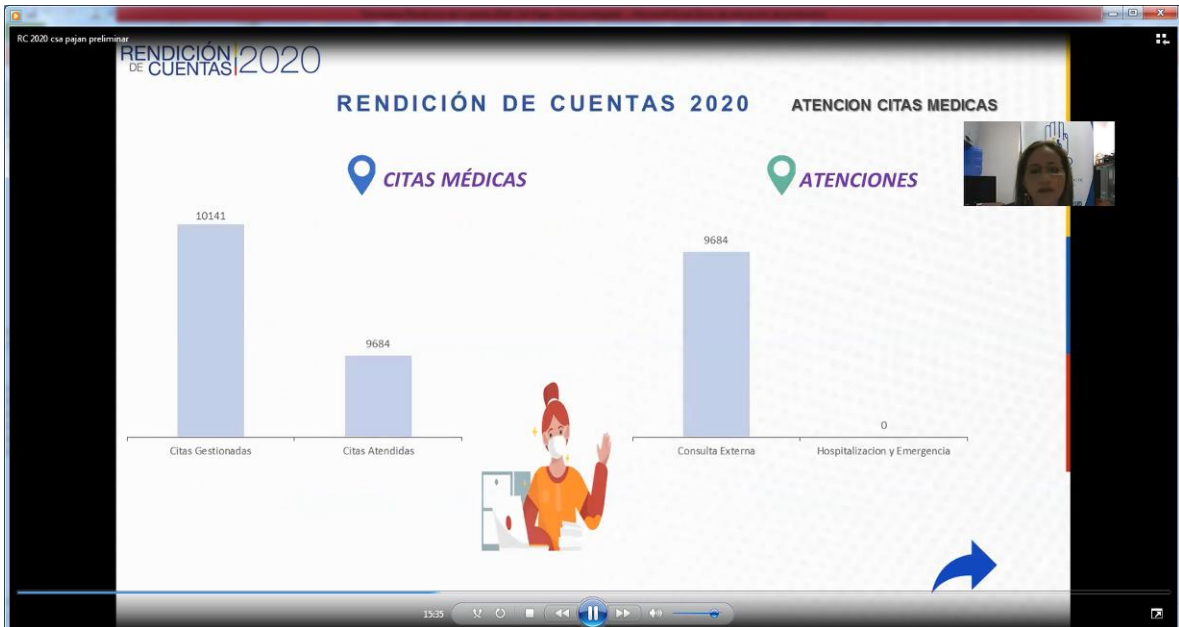 RC 2020 csa pajan preliminar
RENDICIÓN
DE CUENTAS 2020
RENDICIÓN DE CUENTAS 2020
ATENCION CITAS MEDICAS
CITAS MÉDICAS
ATENCIONES
10141
9684
Citas Gestionadas
Citas Atendidas
9684
0
Consulta Externa
Hospitalizacion y Emergencia
15:35